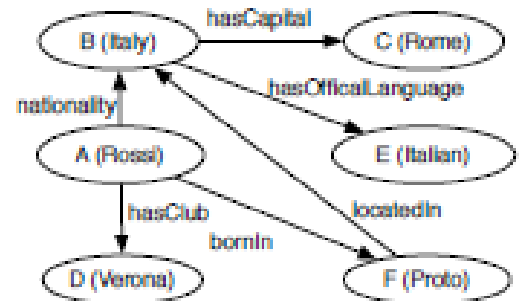 hasCapital
B (Italy)
C (Rome)
hasOfficalLanguage
nationality
A (Rossi)
E (Italian)
hasClub
locatedIn
bornIn
D (Verona)
F (Proto)